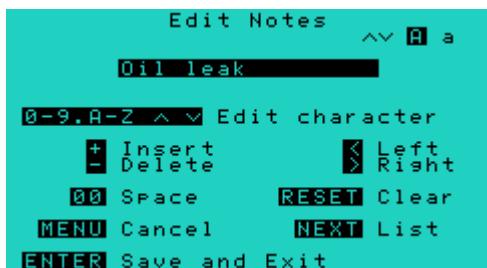 Edit Notes
^v A a
Oil leak
0-9.A-Z ^ v Edit character
+ Insert < Left
- Delete > Right
00 Space RESET Clear
MENU Cancel NEXT List
ENTER Save and Exit